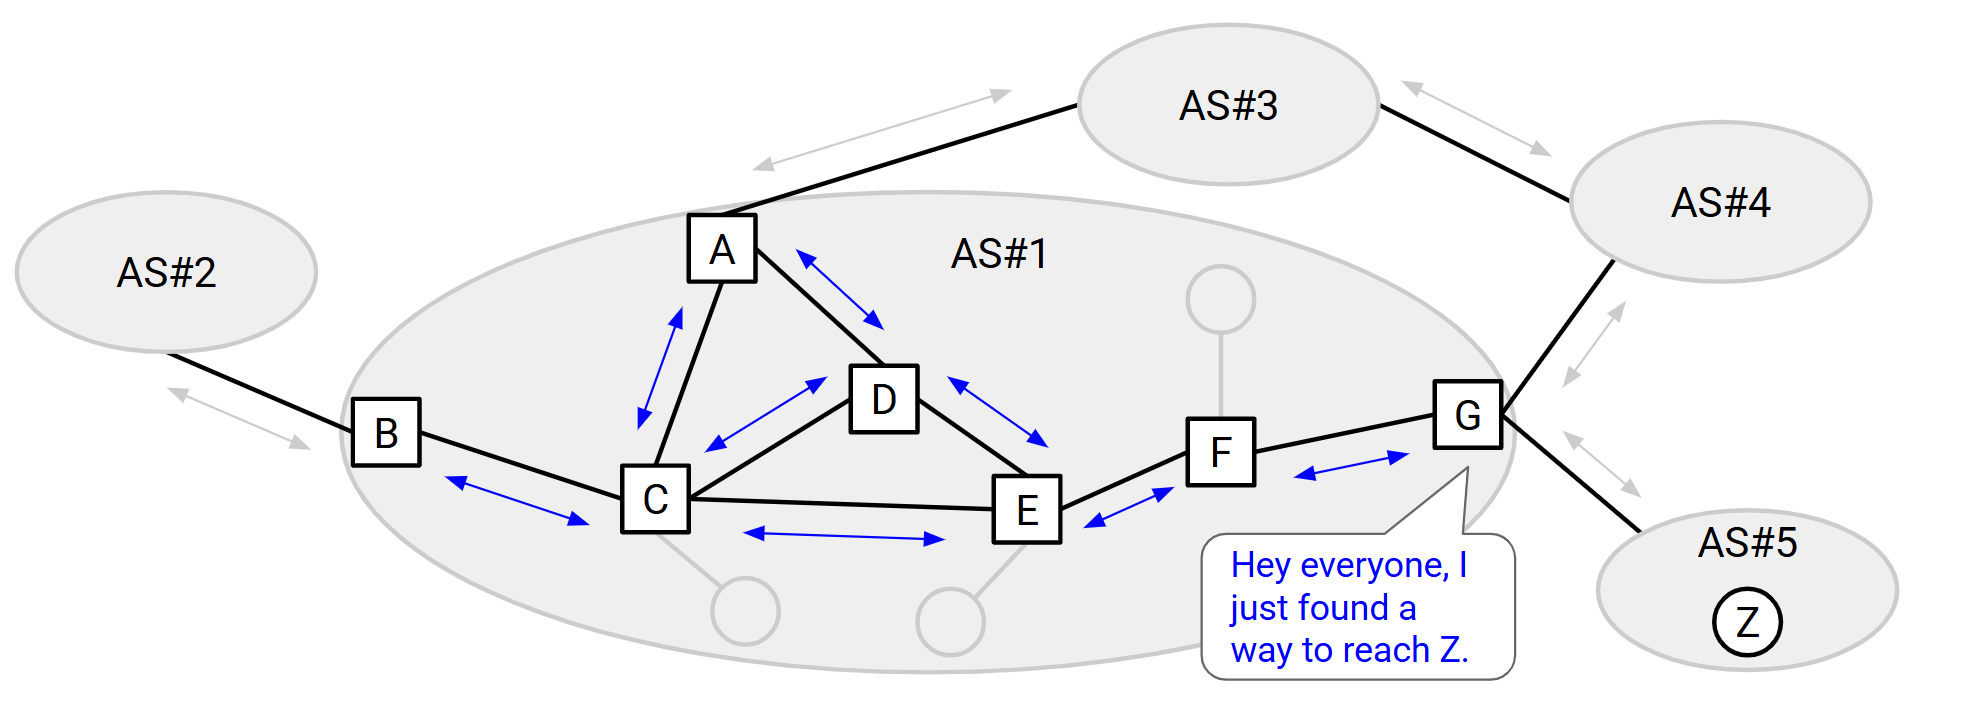 AS#3
AS#4
AS#2
A
AS#1
D
B
G
F
C
E
AS#5
Hey everyone, I
just found a
way to reach Z.
Z